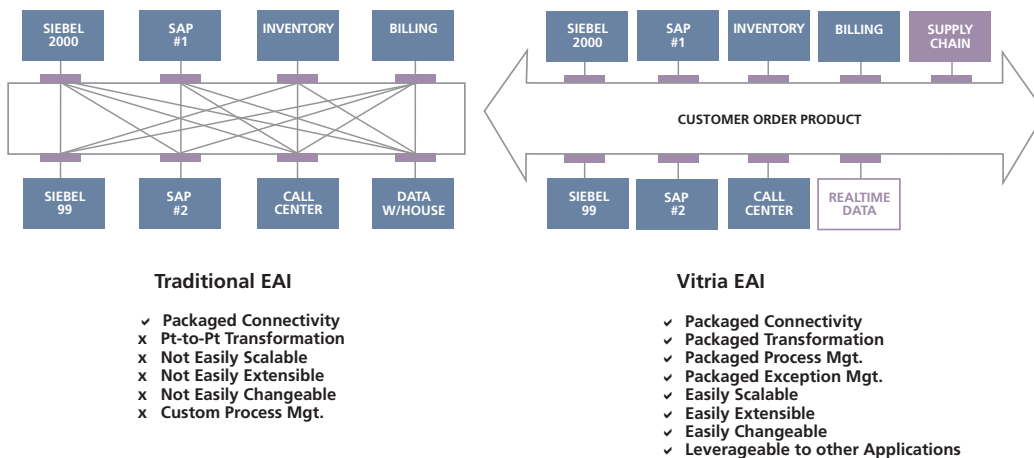 SIEBEL
2000
SAP
#1
INVENTORY
BILLING
SIEBEL
99
SAP
#2
CALL
CENTER
DATA
W/HOUSE
SIEBEL
2000
SAP
#1
INVENTORY
BILLING
SUPPLY
CHAIN
CUSTOMER ORDER PRODUCT
SIEBEL
99
SAP
#2
CALL
CENTER
REALTIME
DATA
Traditional EAI
✓ Packaged Connectivity
x Pt-to-Pt Transformation
x Not Easily Scalable
x Not Easily Extensible
x Not Easily Changeable
x Custom Process Mgt.
Vitria EAI
✓ Packaged Connectivity
✓ Packaged Transformation
✓ Packaged Process Mgt.
✓ Packaged Exception Mgt.
✓ Easily Scalable
✓ Easily Extensible
✓ Easily Changeable
✓ Leverageable to other Applications